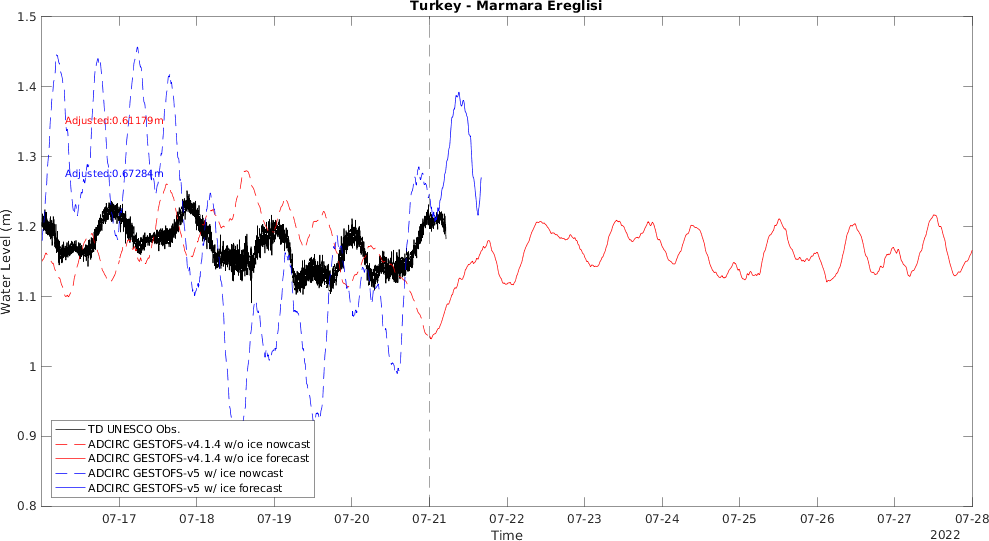 Turkey - Marmara Ereglisi
1.5
1.4
1.3
1.2
1.1
1
0.9
0.8
Water Level (m)
Adjusted:0.61179m
Adjusted:0.67284m
TD UNESCO Obs.
ADCIRC GESTOFS-v4.1.4 w/o ice nowcast
ADCIRC GESTOFS-v4.1.4 w/o ice forecast
ADCIRC GESTOFS-v5 w/ ice nowcast
ADCIRC GESTOFS-v5 w/ ice forecast
07-17 07-18 07-19 07-20 07-21 07-22 07-23 07-24 07-25 07-26 07-27 07-28
Time
2022